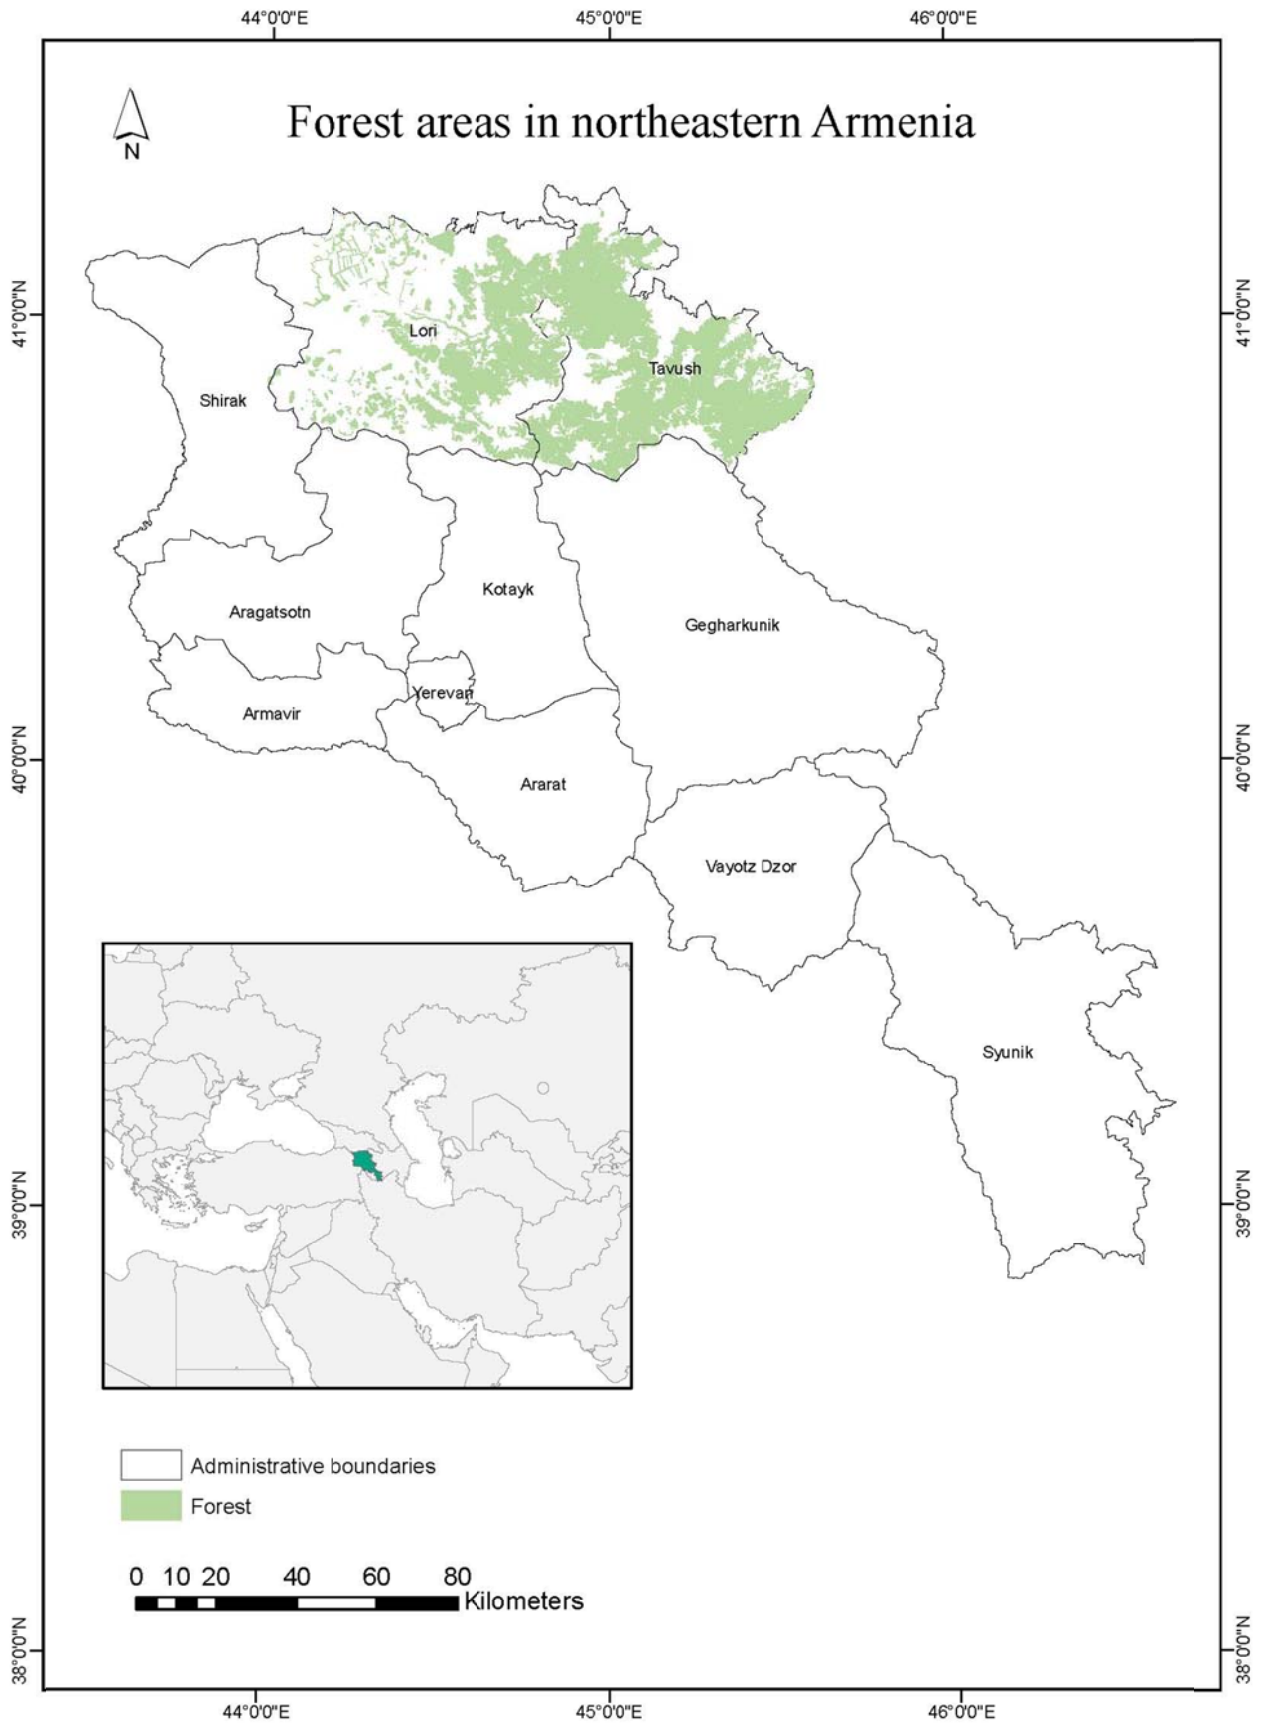 44°0'0"E 45°0'0"E 46°0'0"E
Forest areas in northeastern Armenia
N
41°0'0"N
41°0'0"N
Lori
Tavush
Shirak
Kotayk
Aragatsotn
Gegharkunik
Yerevan
Armavir
40°0'0"N
40°0'0"N
Ararat
Vayotz Dzor
Syunik
39°0'0"N
39°0'0"N
Administrative boundaries
Forest
0 10 20 40 60 80
Kilometers
38°0'0"N
38°0'0"N
44°0'0"E 45°0'0"E 46°0'0"E